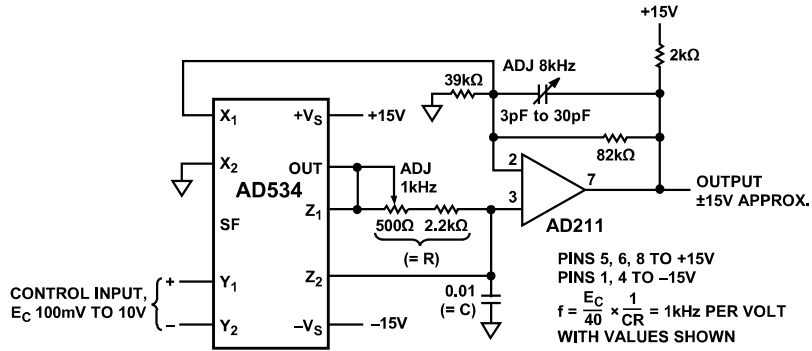 +15V
2kΩ
39kΩ
ADJ 8kHz
3pF to 30pF
82kΩ
X1
+VS
+15V
X2
OUT
ADJ
1kHz
AD534
2
7
OUTPUT
±15V APPROX.
Z1
3
AD211
SF
500Ω
2.2kΩ
(= R)
PINS 5, 6, 8 TO +15V
PINS 1, 4 TO –15V
Z2
CONTROL INPUT,
EC 100mV TO 10V
+
Y1
0.01
(= C)
f = EC/40 × 1/CR = 1kHz PER VOLT
WITH VALUES SHOWN
–
Y2
–VS
–15V